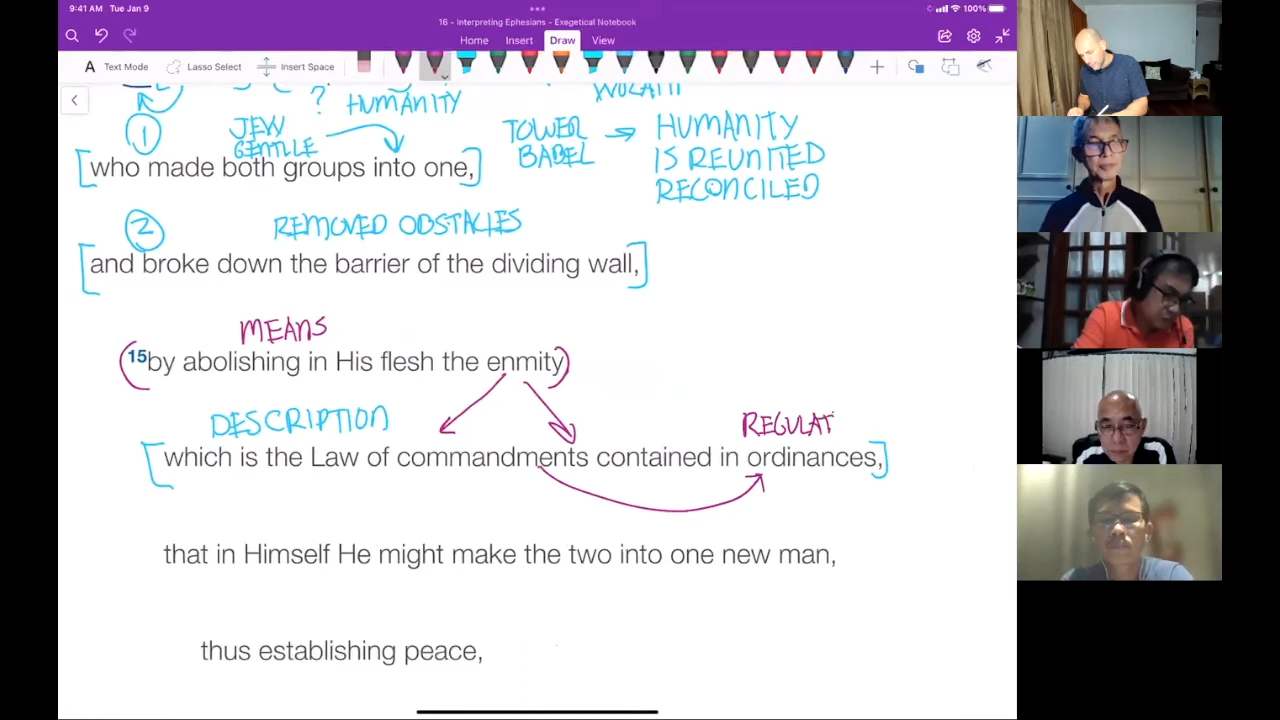 9:41 AM Tue Jan 9
100%
16 - Interpreting Ephesians - Exegetical Notebook
Home Insert Draw View
A Text Mode Lasso Select Insert Space
? HUMANITY
1 JEW TOWER → HUMANITY
GENTILE BABEL IS REUNITED
who made both groups into one, RECONCILED
2 REMOVED OBSTACLES
and broke down the barrier of the dividing wall,
MEANS
15by abolishing in His flesh the enmity
DESCRIPTION REGULAT
which is the Law of commandments contained in ordinances,
that in Himself He might make the two into one new man,
thus establishing peace,